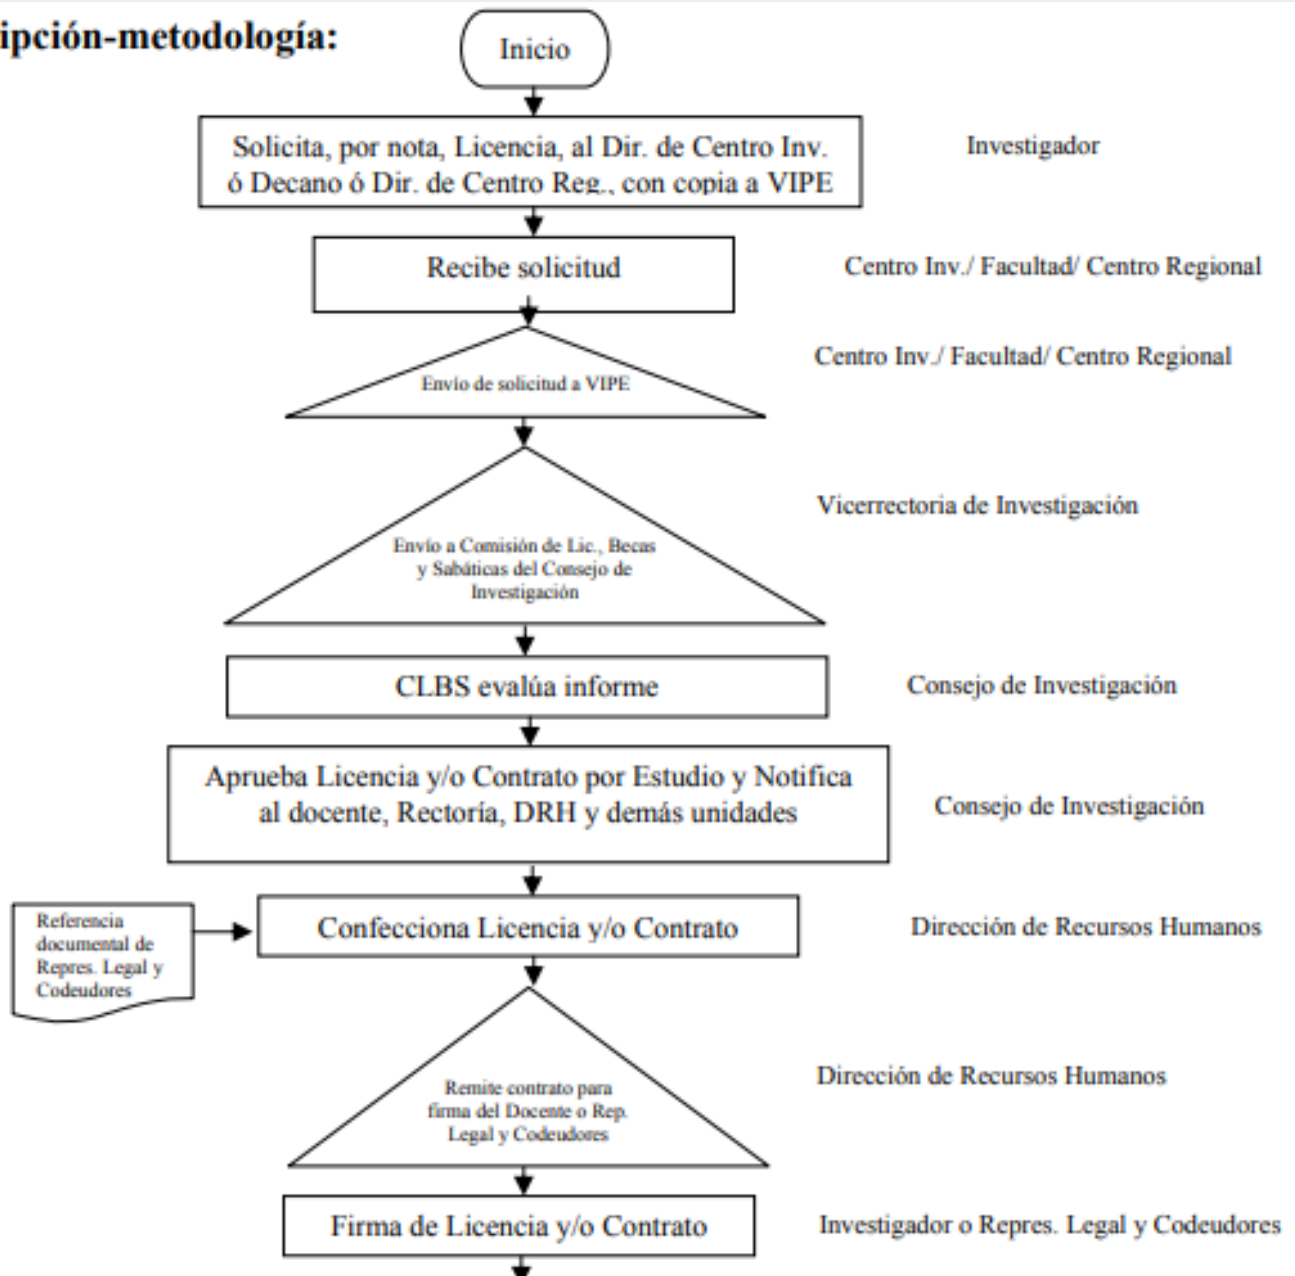 ipción-metodología:
Inicio
Solicita, por nota, Licencia, al Dir. de Centro Inv.
ó Decano ó Dir. de Centro Reg., con copia a VIPE
Investigador
Recibe solicitud
Centro Inv./ Facultad/ Centro Regional
Envío de solicitud a VIPE
Centro Inv./ Facultad/ Centro Regional
Envío a Comisión de Lic., Becas
y Sabáticas del Consejo de
Investigación
Vicerrectoria de Investigación
CLBS evalúa informe
Consejo de Investigación
Aprueba Licencia y/o Contrato por Estudio y Notifica
al docente, Rectoría, DRH y demás unidades
Consejo de Investigación
Referencia
documental de
Repres. Legal y
Codeudores
Confecciona Licencia y/o Contrato
Dirección de Recursos Humanos
Remite contrato para
firma del Docente o Rep.
Legal y Codeudores
Dirección de Recursos Humanos
Firma de Licencia y/o Contrato
Investigador o Repres. Legal y Codeudores